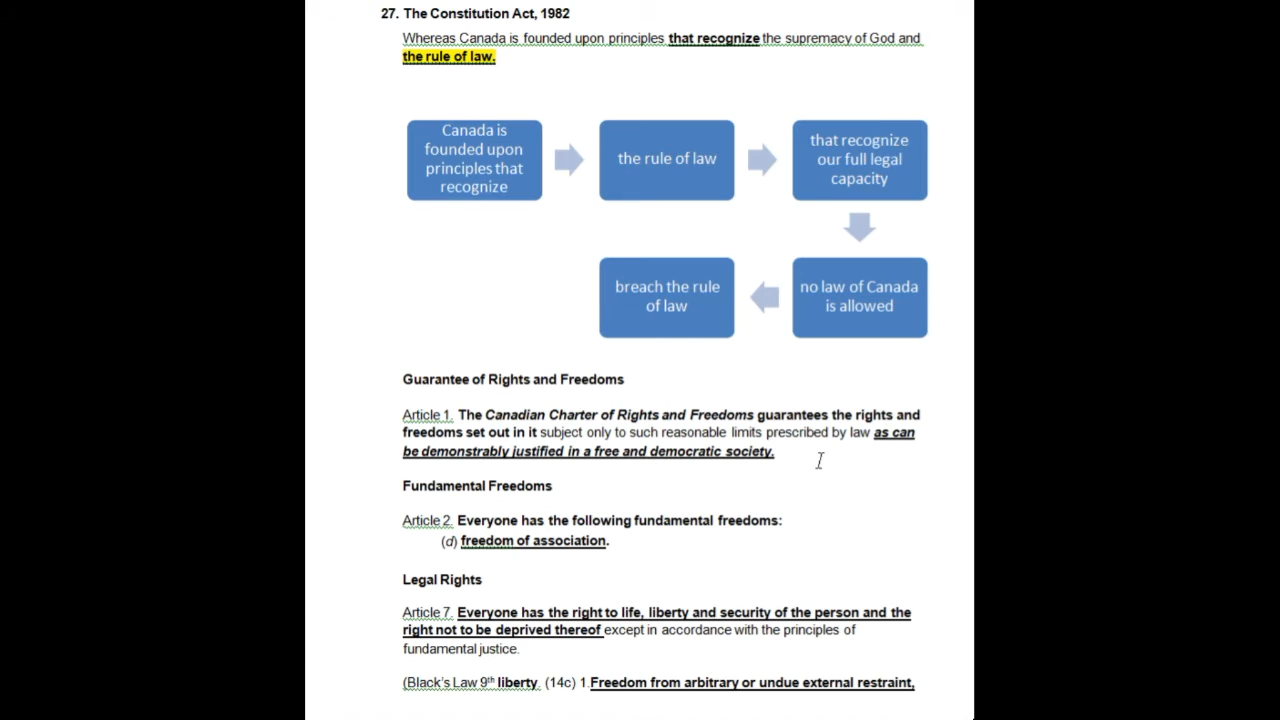 27. The Constitution Act, 1982
Whereas Canada is founded upon principles that recognize the supremacy of God and
the rule of law.
Canada is
founded upon
principles that
recognize
the rule of law
that recognize
our full legal
capacity
no law of Canada
is allowed
breach the rule
of law
Guarantee of Rights and Freedoms
Article 1. The Canadian Charter of Rights and Freedoms guarantees the rights and
freedoms set out in it subject only to such reasonable limits prescribed by law as can
be demonstrably justified in a free and democratic society.
Fundamental Freedoms
Article 2. Everyone has the following fundamental freedoms:
(d) freedom of association.
Legal Rights
Article 7. Everyone has the right to life, liberty and security of the person and the
right not to be deprived thereof except in accordance with the principles of
fundamental justice.
(Black's Law 9th liberty. (14c) 1.Freedom from arbitrary or undue external restraint,